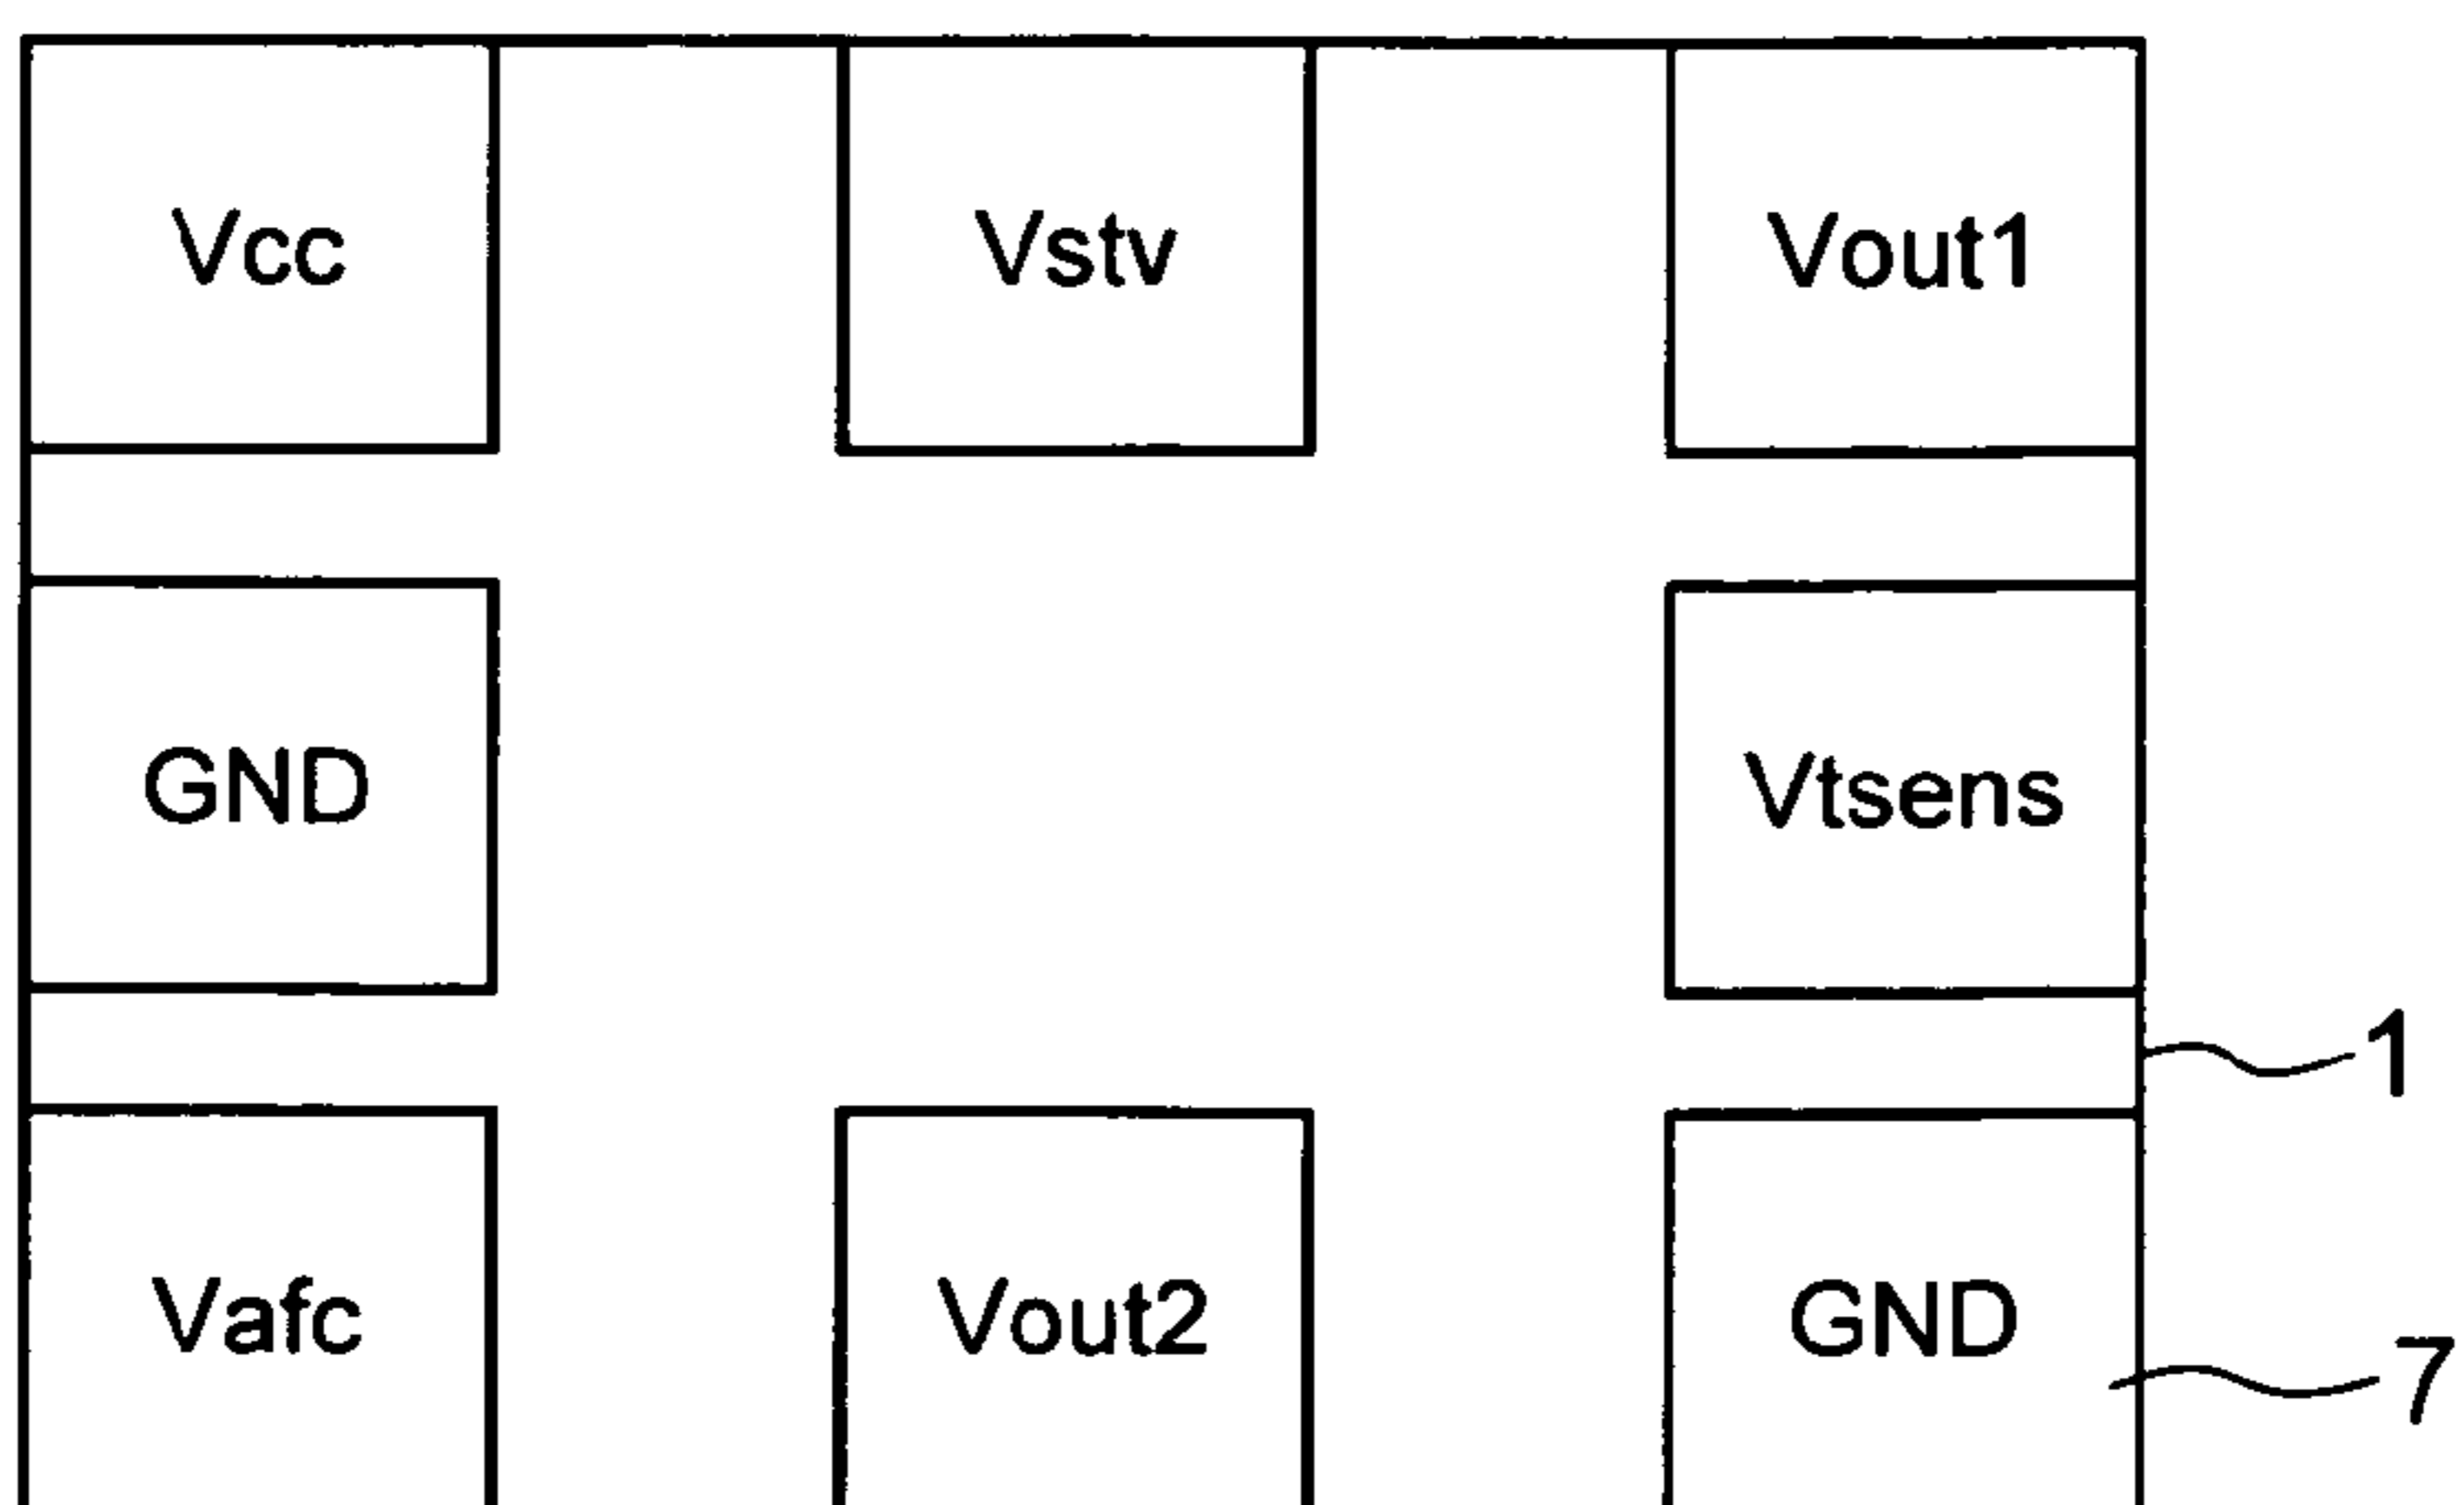 Vcc
Vstv
Vout1
GND
Vtsens
1
Vafc
Vout2
GND
7